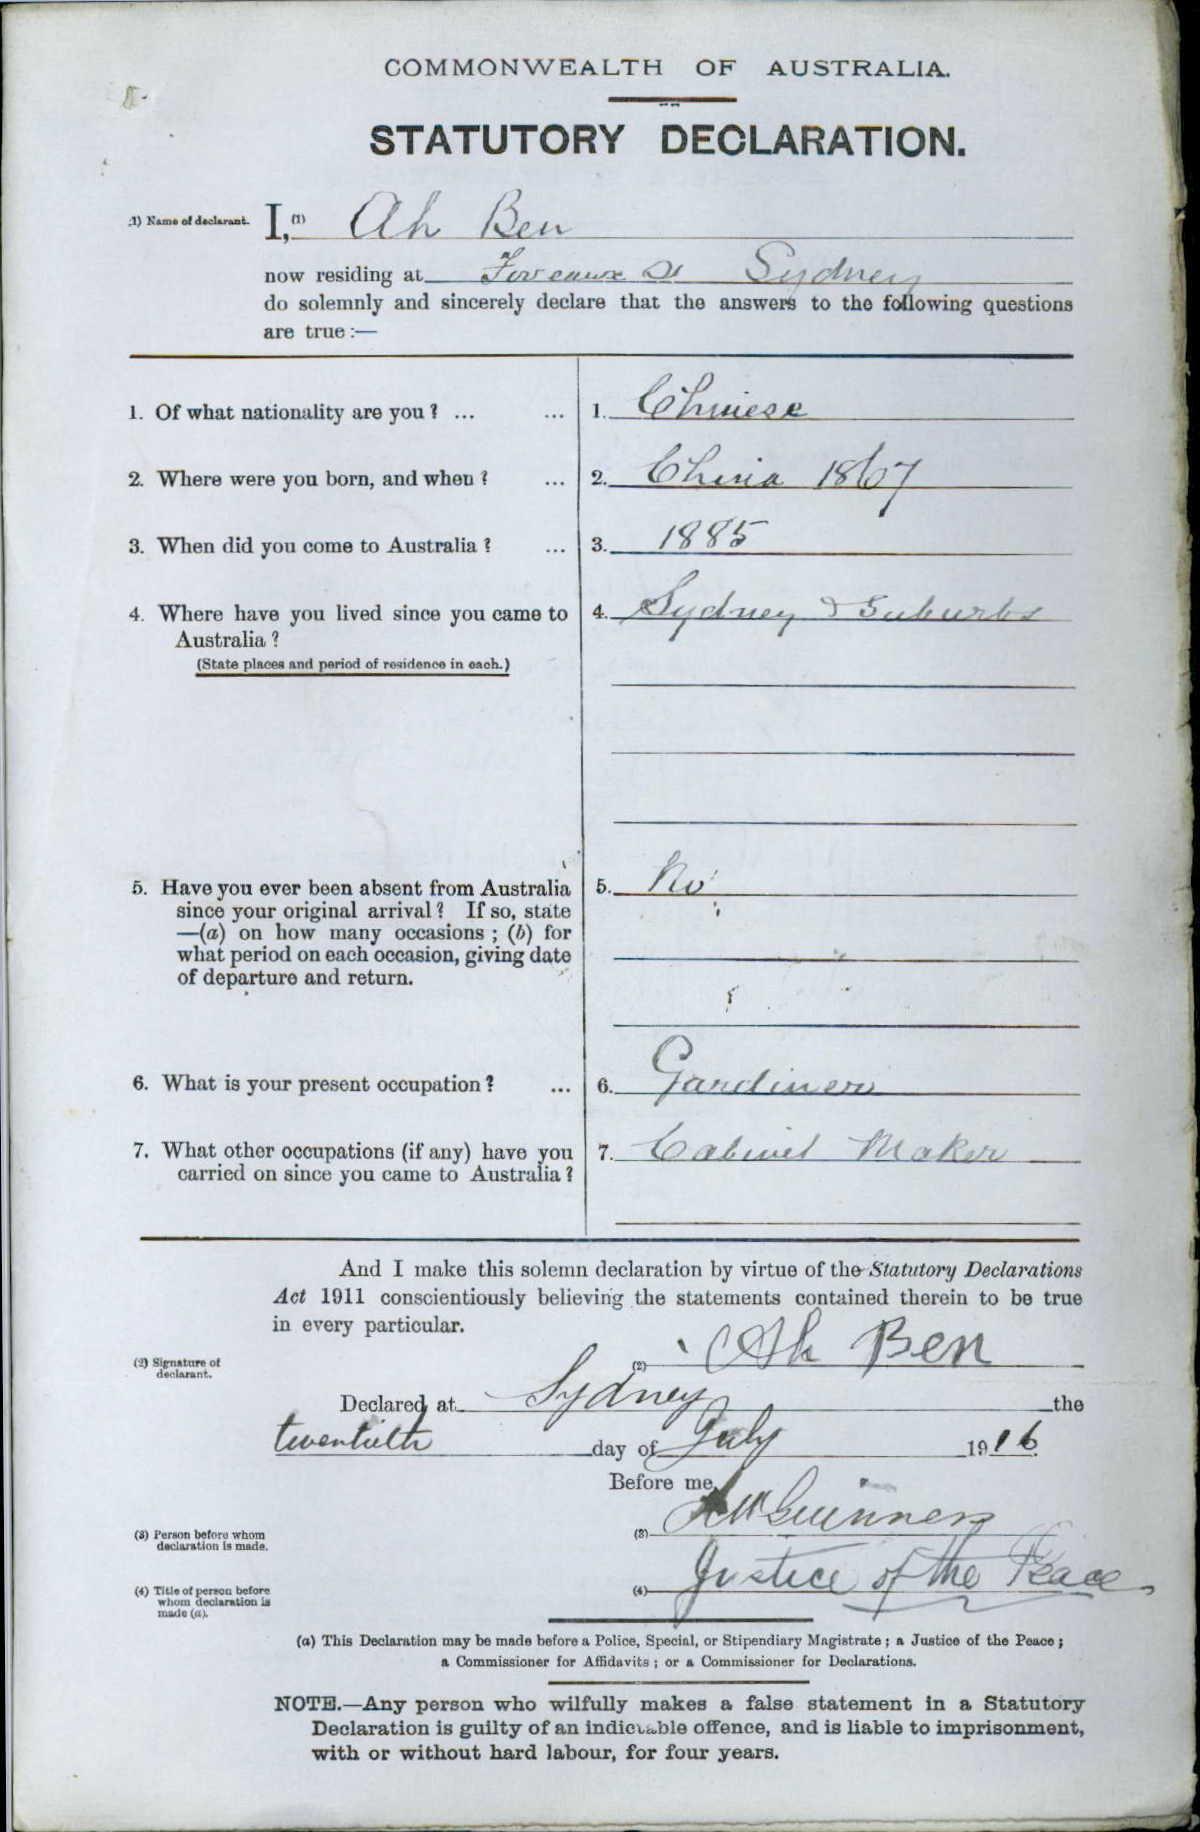 COMMONWEALTH OF AUSTRALIA.
STATUTORY DECLARATION.
(1) Name of declarant. I, (1) Ah Ben
now residing at Foveaux St Sydney
do solemnly and sincerely declare that the answers to the following questions
are true :—
1. Of what nationality are you ? ... ... 1. Chinese
2. Where were you born, and when ? ... 2. China 1867
3. When did you come to Australia ? ... 3. 1885
4. Where have you lived since you came to 4. Sydney & Suburbs
Australia ?
(State places and period of residence in each.)
5. Have you ever been absent from Australia 5. No
since your original arrival ? If so, state
—(a) on how many occasions ; (b) for
what period on each occasion, giving date
of departure and return.
6. What is your present occupation ? ... 6. Gardiner
7. What other occupations (if any) have you 7. Cabinet Maker
carried on since you came to Australia ?
And I make this solemn declaration by virtue of the Statutory Declarations
Act 1911 conscientiously believing the statements contained therein to be true
in every particular.
(2) Signature of (2) Ah Ben
declarant.
Declared at Sydney the
twentieth day of July 1916
Before me,
(3) Person before whom (3)
declaration is made.
(4) Title of person before (4) Justice of the Peace
whom declaration is
made (a).
(a) This Declaration may be made before a Police, Special, or Stipendiary Magistrate ; a Justice of the Peace ;
a Commissioner for Affidavits ; or a Commissioner for Declarations.
NOTE.—Any person who wilfully makes a false statement in a Statutory
Declaration is guilty of an indictable offence, and is liable to imprisonment,
with or without hard labour, for four years.